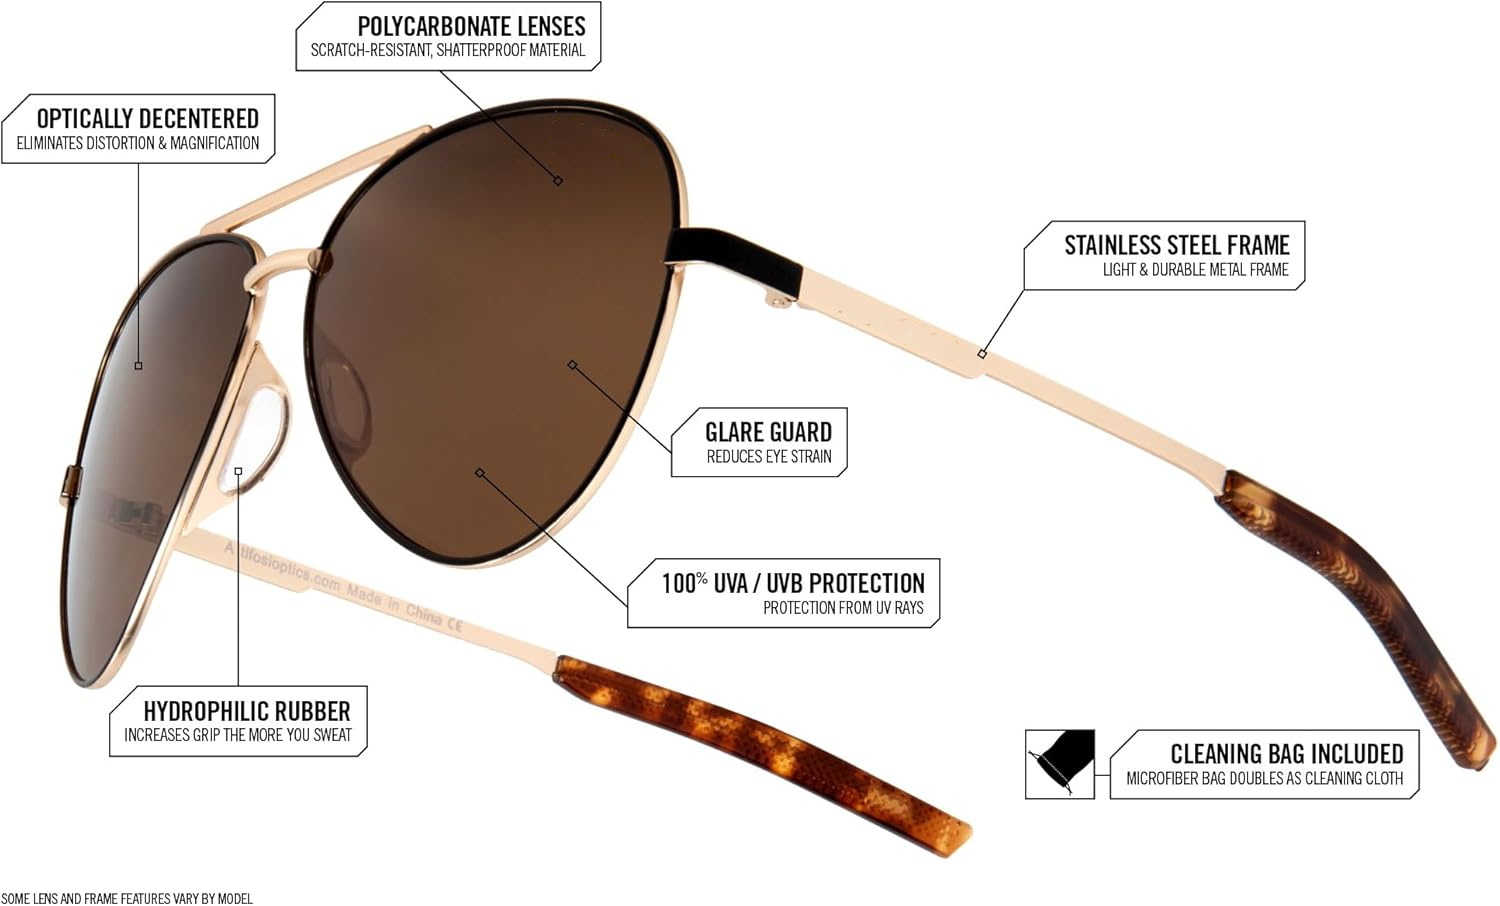 POLYCARBONATE LENSES
SCRATCH-RESISTANT, SHATTERPROOF MATERIAL
OPTICALLY DECENTERED
ELIMINATES DISTORTION & MAGNIFICATION
STAINLESS STEEL FRAME
LIGHT & DURABLE METAL FRAME
GLARE GUARD
REDUCES EYE STRAIN
100% UVA / UVB PROTECTION
PROTECTION FROM UV RAYS
tifosioptics.com Made in China CE
HYDROPHILIC RUBBER
INCREASES GRIP THE MORE YOU SWEAT
CLEANING BAG INCLUDED
MICROFIBER BAG DOUBLES AS CLEANING CLOTH
SOME LENS AND FRAME FEATURES VARY BY MODEL